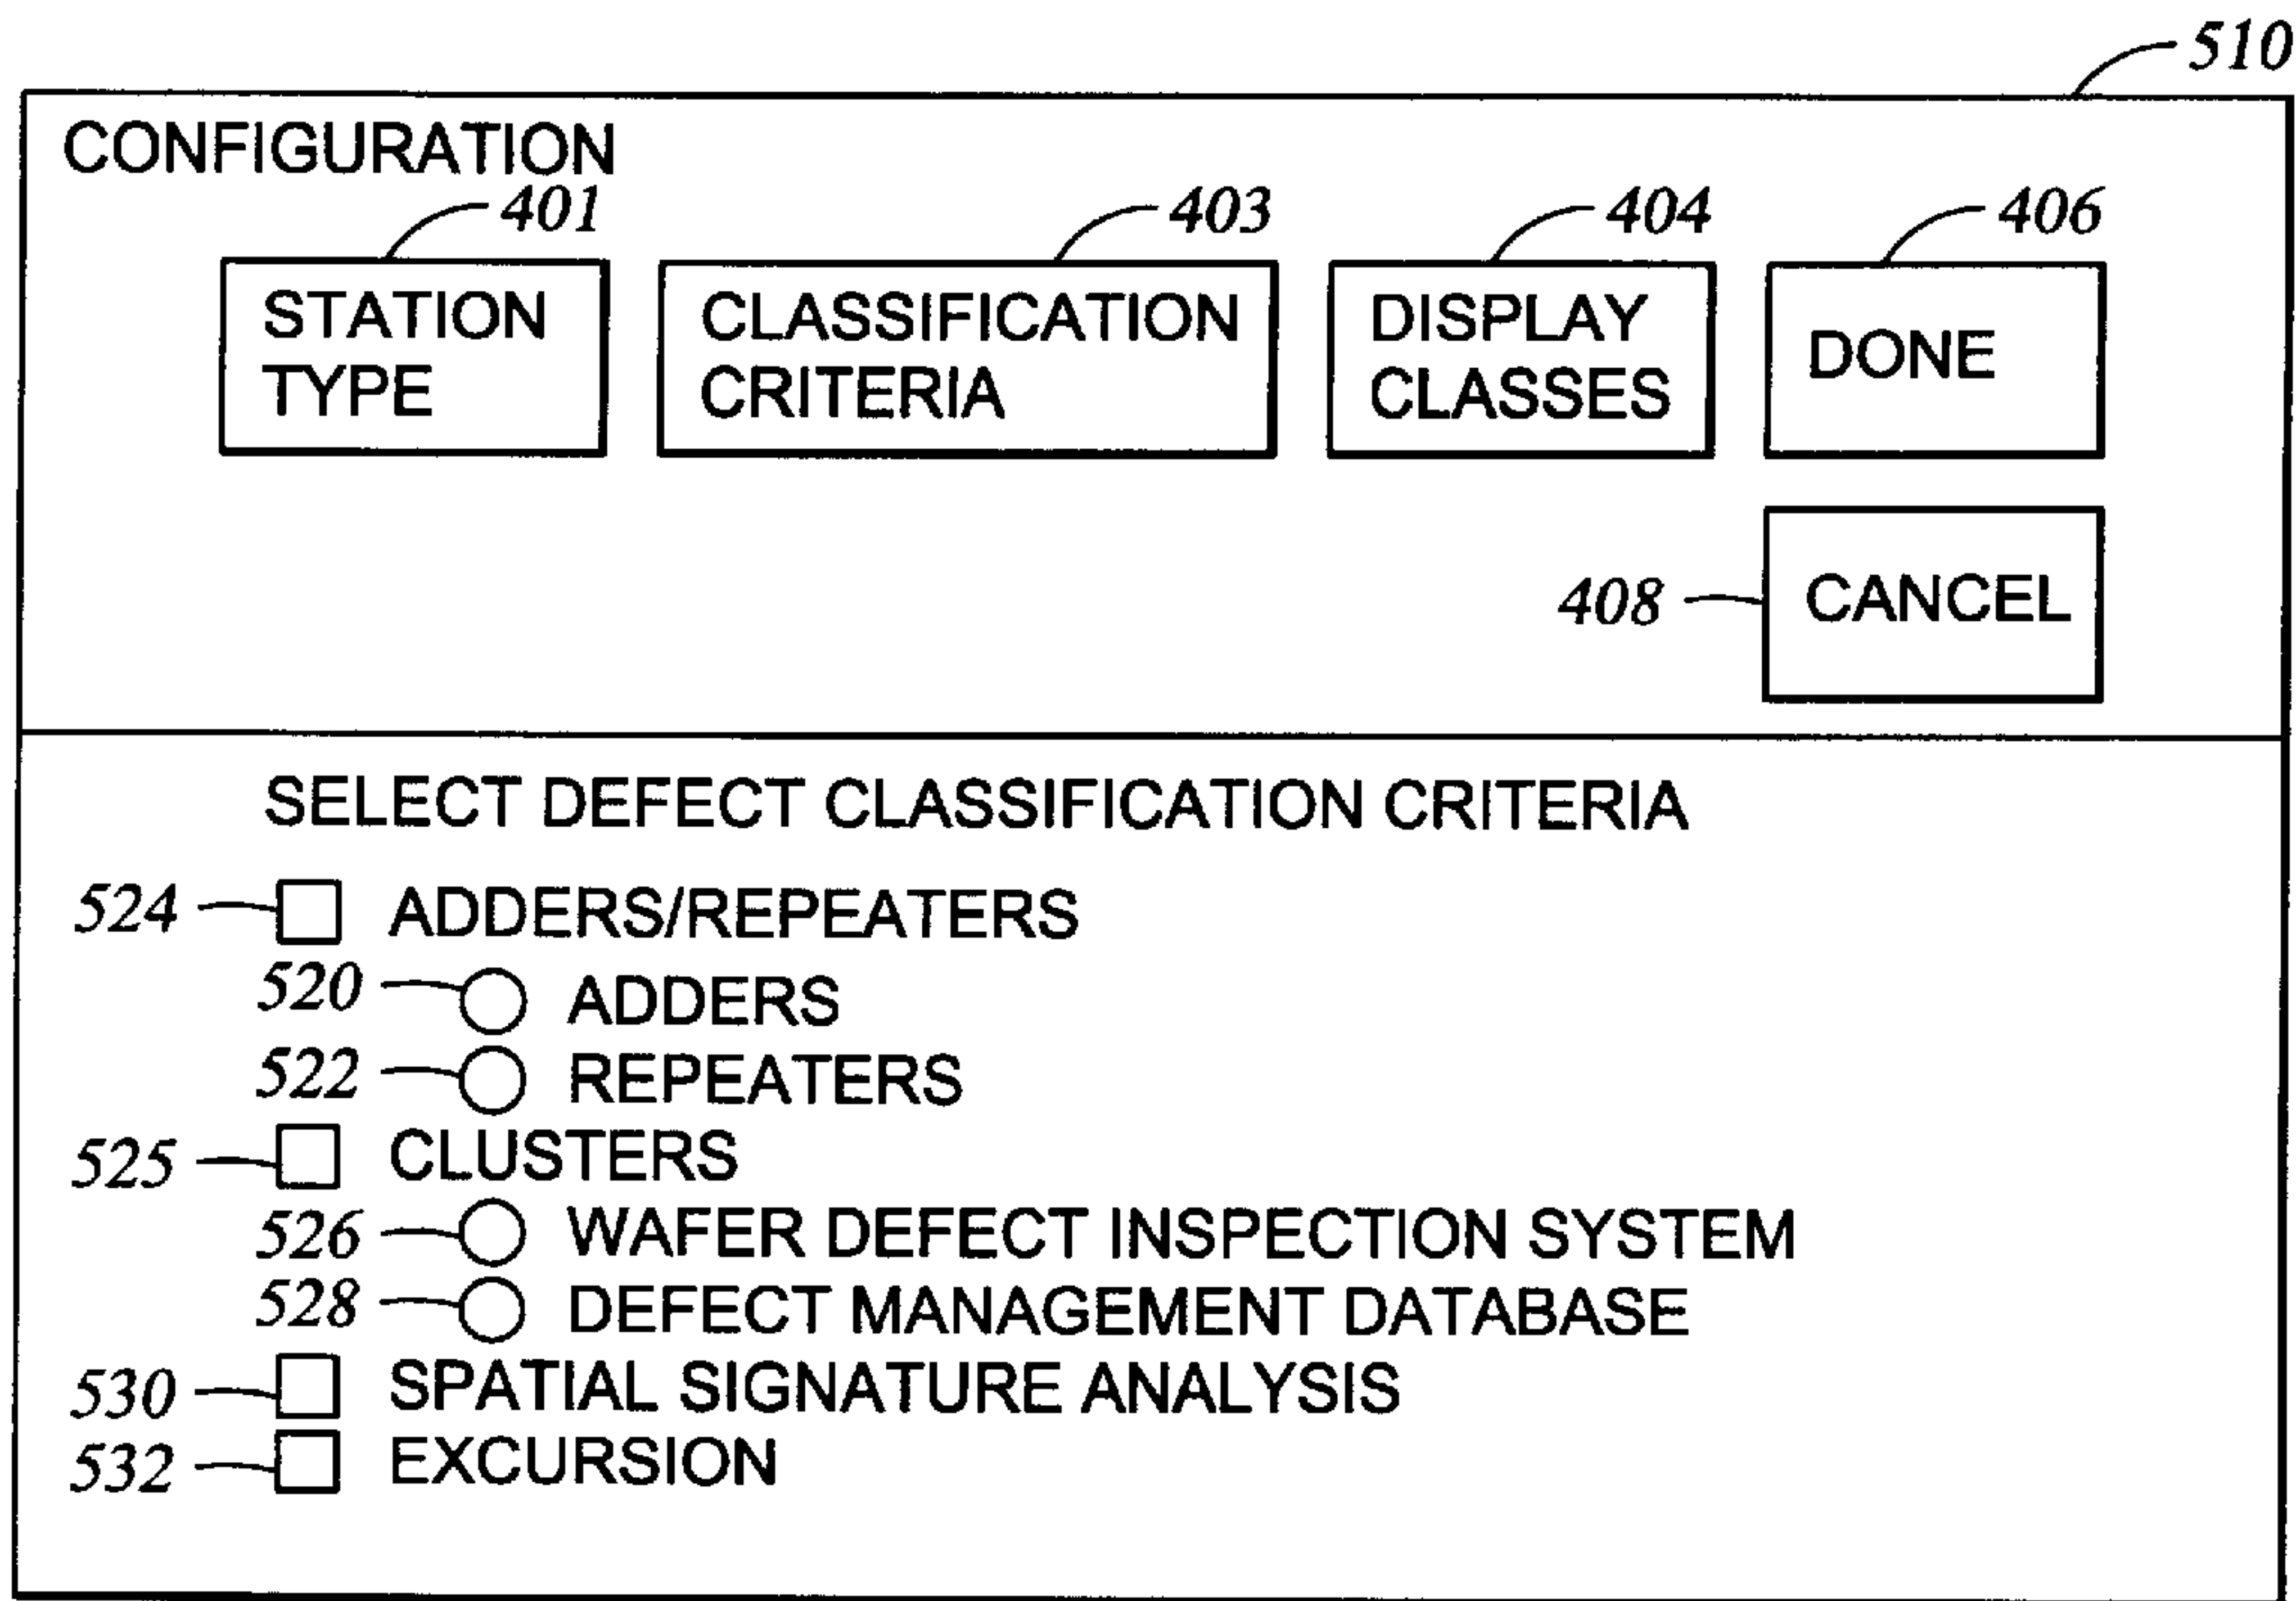 510
CONFIGURATION
401
403
404
406
STATION
TYPE
CLASSIFICATION
CRITERIA
DISPLAY
CLASSES
DONE
408
CANCEL
SELECT DEFECT CLASSIFICATION CRITERIA
524 ADDERS/REPEATERS
520 ADDERS
522 REPEATERS
525 CLUSTERS
526 WAFER DEFECT INSPECTION SYSTEM
528 DEFECT MANAGEMENT DATABASE
530 SPATIAL SIGNATURE ANALYSIS
532 EXCURSION